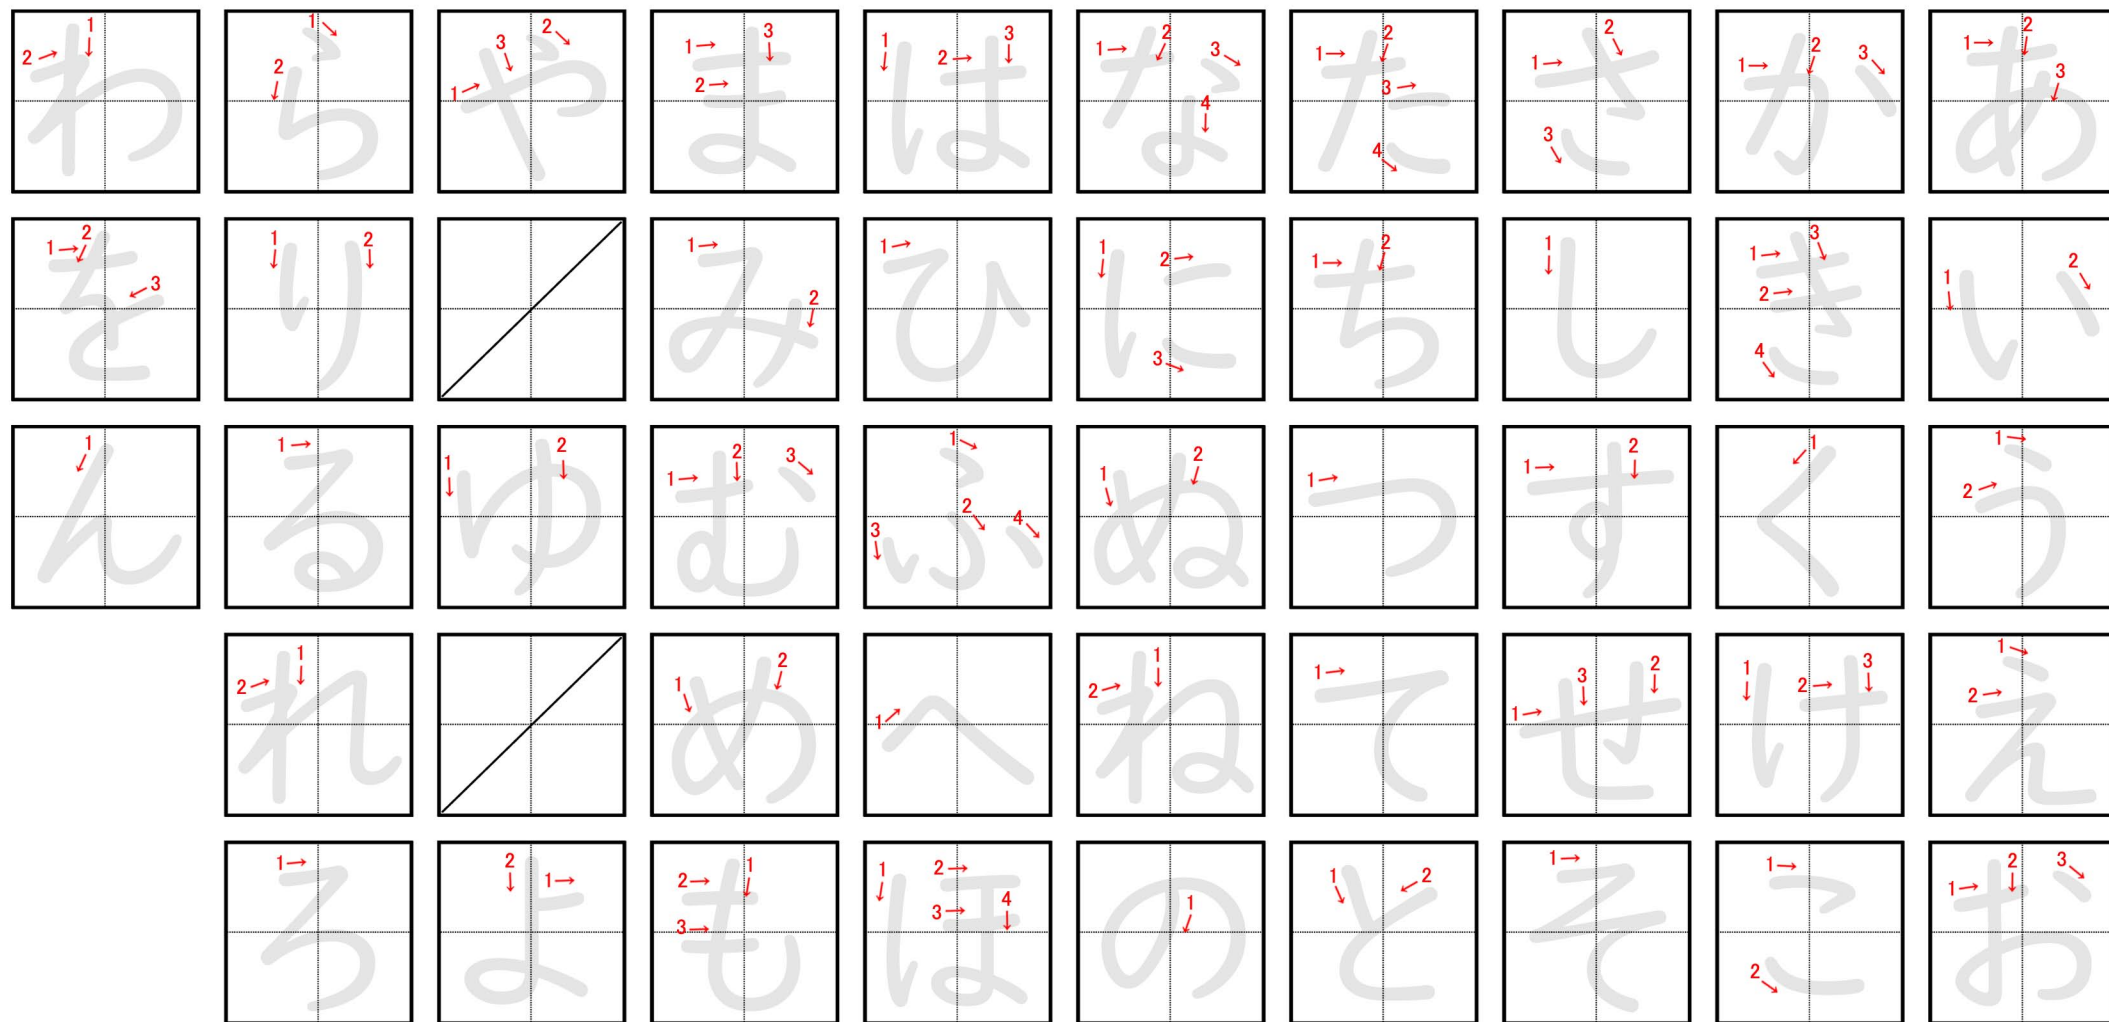 あいうえお
かきくけこ
さしすせそ
たちつてと
なにぬねの
はひふへほ
まみむめも
やゆよ
らりるれろ
わをん